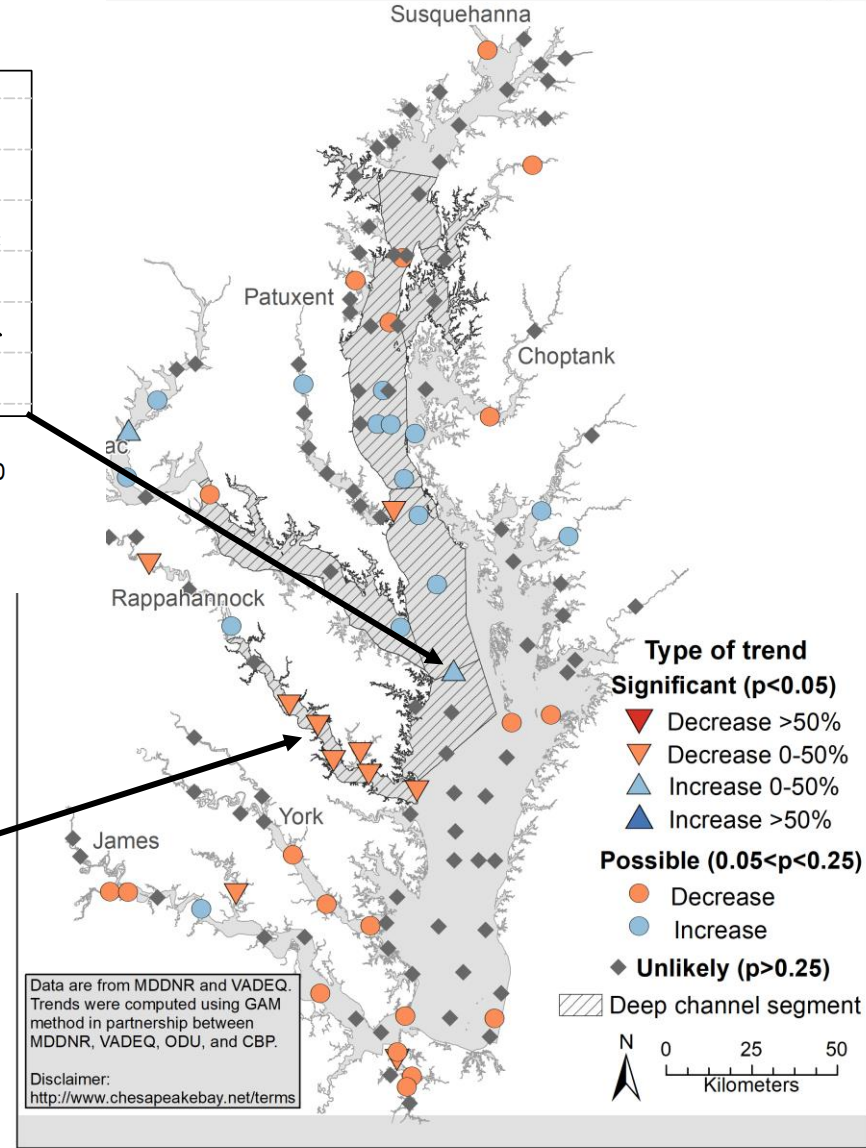 Susquehanna
Patuxent
Choptank
ac
0
Rappahannock
York
James
Type of trend
Significant (p<0.05)
Decrease >50%
Decrease 0-50%
Increase 0-50%
Increase >50%
Possible (0.05<p<0.25)
Decrease
Increase
Unlikely (p>0.25)
Deep channel segment
N
0 25 50
Kilometers
Data are from MDDNR and VADEQ.
Trends were computed using GAM
method in partnership between
MDDNR, VADEQ, ODU, and CBP.
Disclaimer:
http://www.chesapeakebay.net/terms